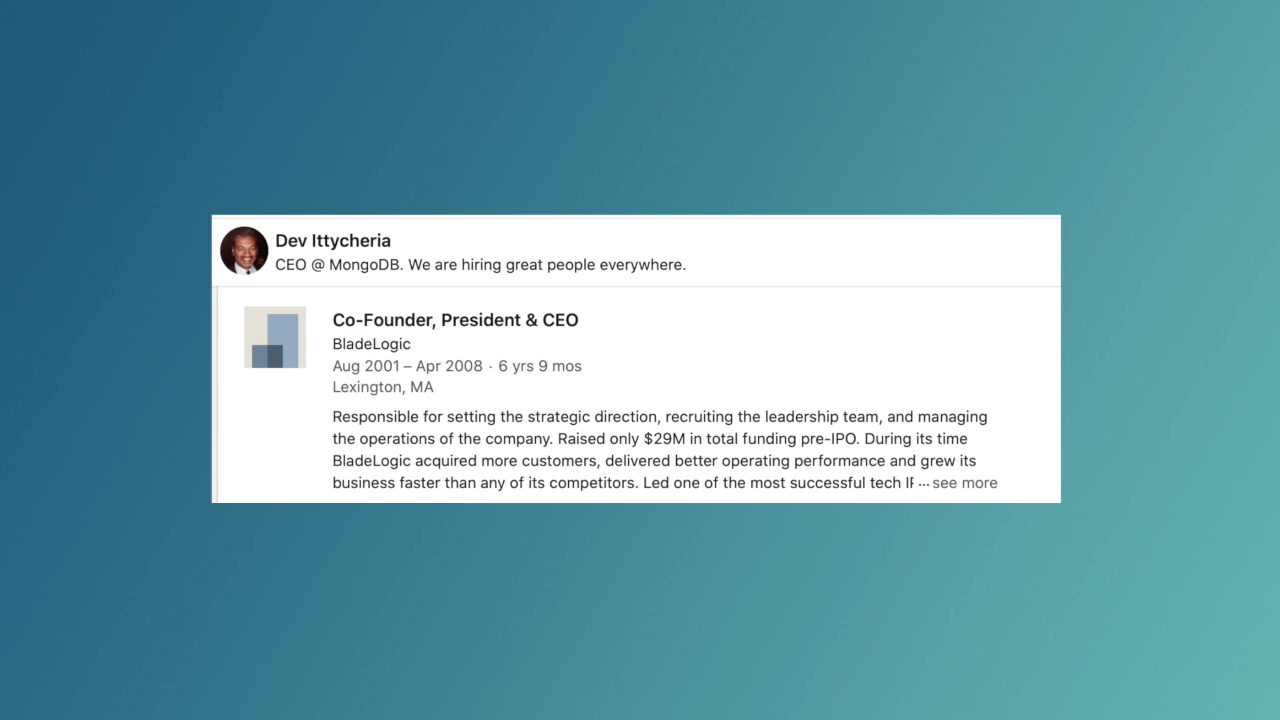 Dev Ittycheria
CEO @ MongoDB. We are hiring great people everywhere.
Co-Founder, President & CEO
BladeLogic
Aug 2001 – Apr 2008 · 6 yrs 9 mos
Lexington, MA
Responsible for setting the strategic direction, recruiting the leadership team, and managing
the operations of the company. Raised only $29M in total funding pre-IPO. During its time
BladeLogic acquired more customers, delivered better operating performance and grew its
business faster than any of its competitors. Led one of the most successful tech … see more